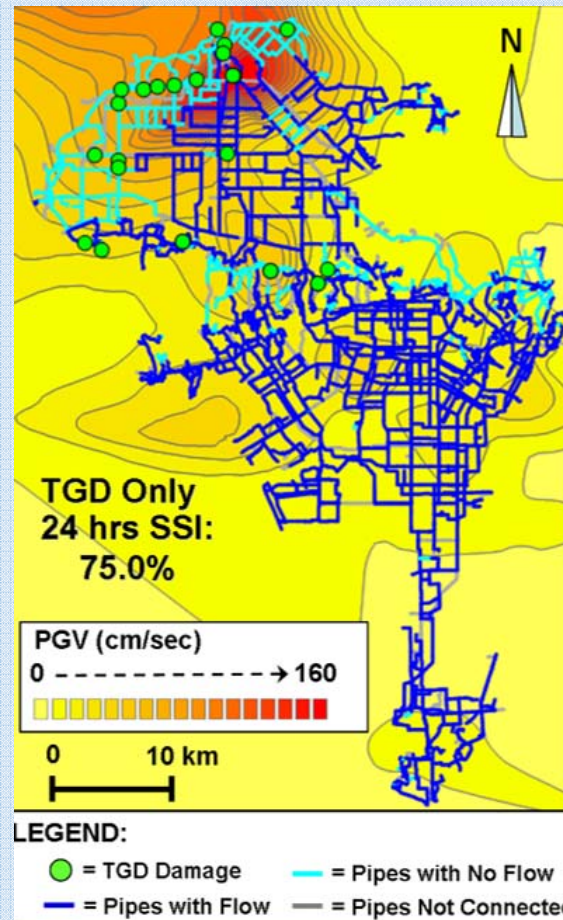 N
TGD Only
24 hrs SSI:
75.0%
PGV (cm/sec)
0 160
0 10 km
LEGEND:
= TGD Damage = Pipes with No Flow
= Pipes with Flow = Pipes Not Connected